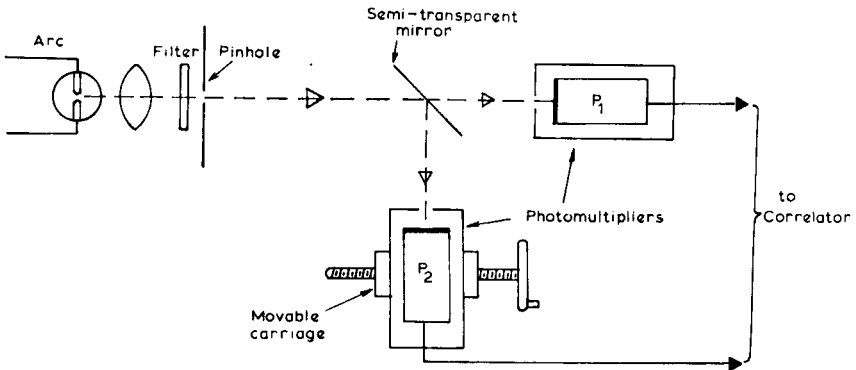 Semi-transparent
mirror
Arc
Filter
Pinhole
P1
to
Correlator
Photomultipliers
P2
Movable
carriage